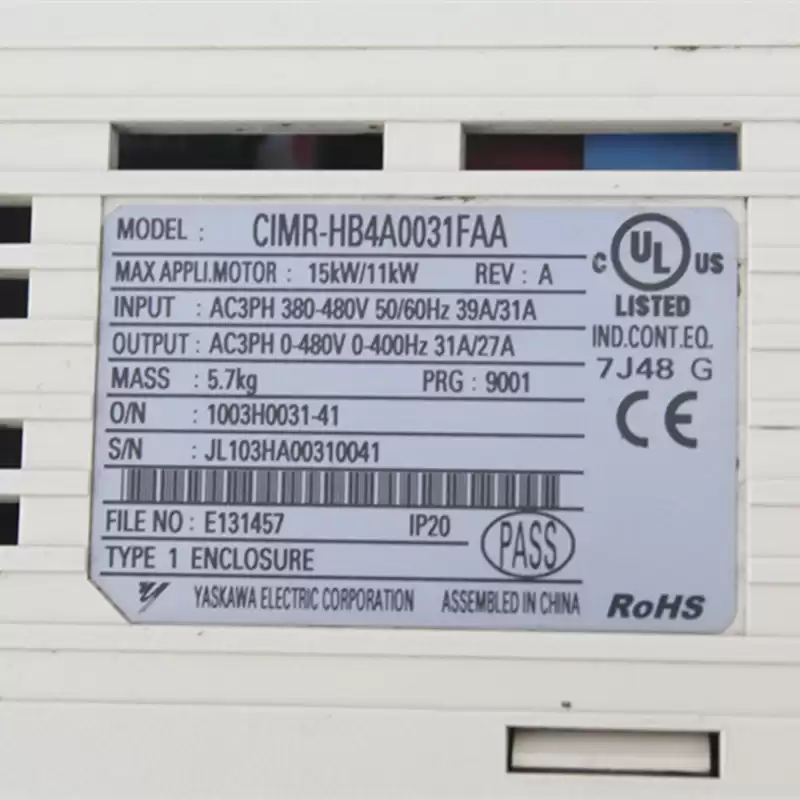 MODEL : CIMR-HB4A0031FAA
MAX APPLI.MOTOR : 15kW/11kW REV : A
INPUT : AC3PH 380-480V 50/60Hz 39A/31A
OUTPUT : AC3PH 0-480V 0-400Hz 31A/27A
MASS : 5.7kg PRG : 9001
O/N : 1003H0031-41
S/N : JL103HA00310041
FILE NO : E131457 IP20
TYPE 1 ENCLOSURE
PASS
YASKAWA ELECTRIC CORPORATION ASSEMBLED IN CHINA
C UL US
LISTED
IND.CONT.EQ.
7J48 G
CE
RoHS